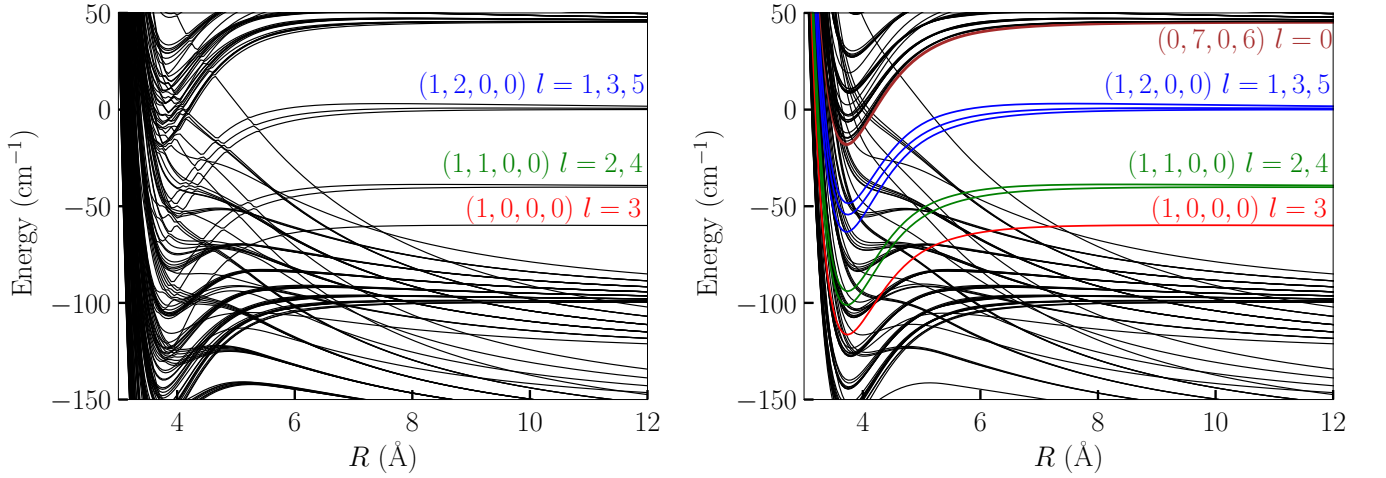 50
0
−50
−100
−150
Energy (cm−1)
(1, 2, 0, 0) l = 1, 3, 5
(1, 1, 0, 0) l = 2, 4
(1, 0, 0, 0) l = 3
4 6 8 10 12
R (Å)
50
0
−50
−100
−150
Energy (cm−1)
(0, 7, 0, 6) l = 0
(1, 2, 0, 0) l = 1, 3, 5
(1, 1, 0, 0) l = 2, 4
(1, 0, 0, 0) l = 3
4 6 8 10 12
R (Å)